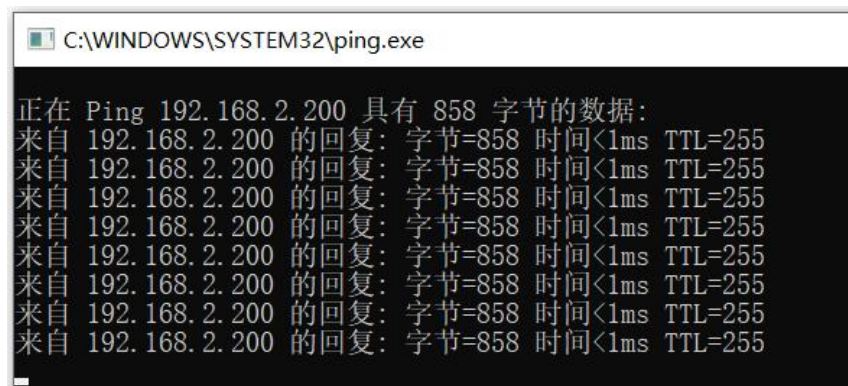 C:\WINDOWS\SYSTEM32\ping.exe
正在 Ping 192.168.2.200 具有 858 字节的数据:
来自 192.168.2.200 的回复: 字节=858 时间<1ms TTL=255
来自 192.168.2.200 的回复: 字节=858 时间<1ms TTL=255
来自 192.168.2.200 的回复: 字节=858 时间<1ms TTL=255
来自 192.168.2.200 的回复: 字节=858 时间<1ms TTL=255
来自 192.168.2.200 的回复: 字节=858 时间<1ms TTL=255
来自 192.168.2.200 的回复: 字节=858 时间<1ms TTL=255
来自 192.168.2.200 的回复: 字节=858 时间<1ms TTL=255
来自 192.168.2.200 的回复: 字节=858 时间<1ms TTL=255